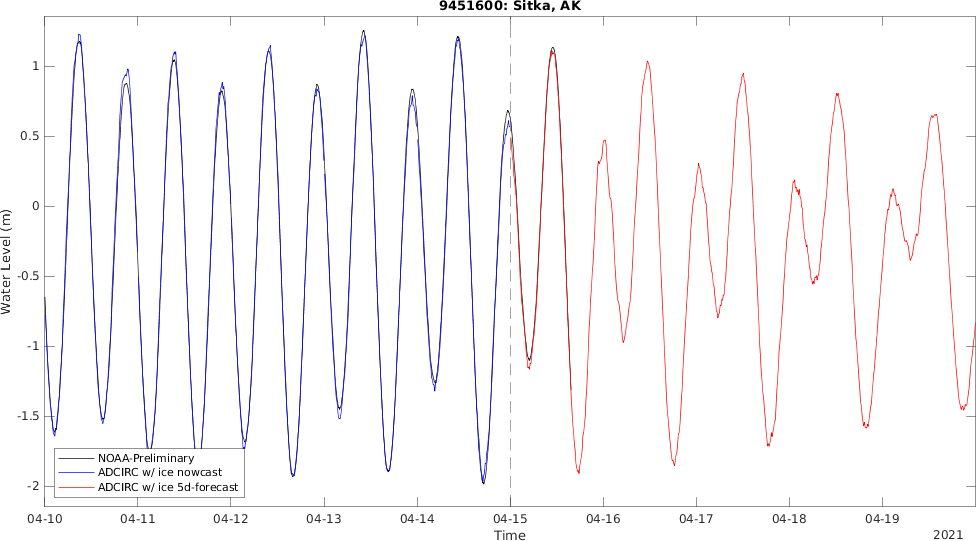 9451600: Sitka, AK
Water Level (m)
1
0.5
0
-0.5
-1
-1.5
-2
NOAA-Preliminary
ADCIRC w/ ice nowcast
ADCIRC w/ ice 5d-forecast
04-10 04-11 04-12 04-13 04-14 04-15 04-16 04-17 04-18 04-19
Time
2021